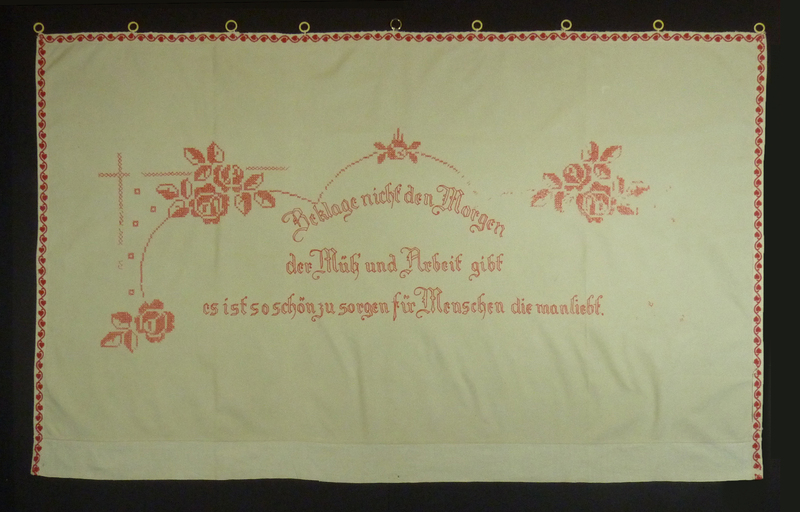 Beklage nicht den Morgen
der Müh' und Arbeit gibt
es ist so schön zu sorgen für Menschen die man liebt.